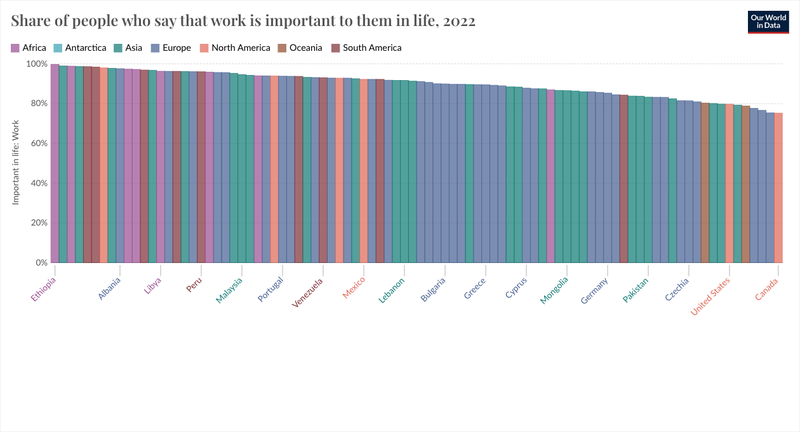 Share of people who say that work is important to them in life, 2022
Our World
in Data
Africa Antarctica Asia Europe North America Oceania South America
100%
80%
60%
40%
20%
0%
Important in life: Work
Ethiopia
Albania
Libya
Peru
Malaysia
Portugal
Venezuela
Mexico
Lebanon
Bulgaria
Greece
Cyprus
Mongolia
Germany
Pakistan
Czechia
United States
Canada